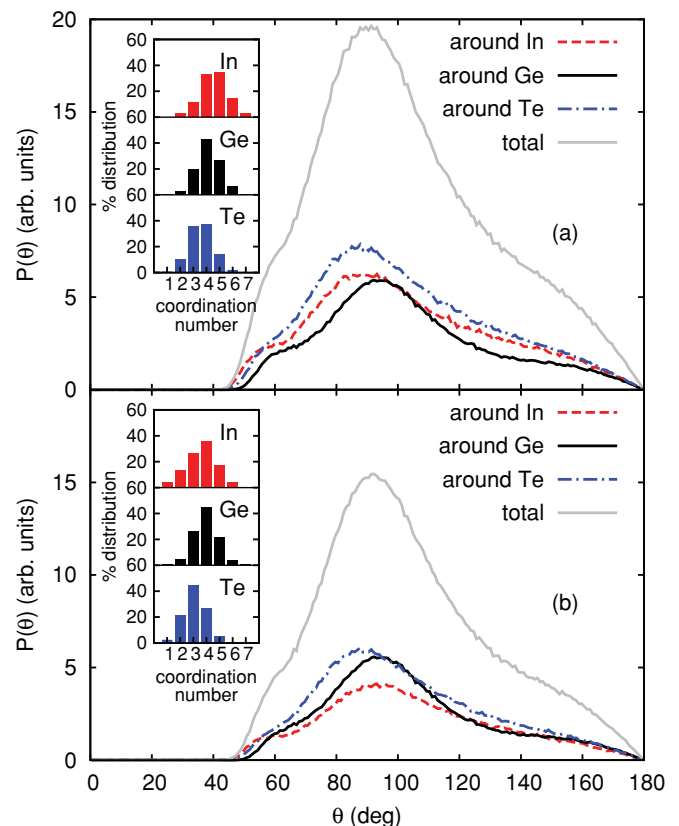 20
15
10
5
0
P(θ) (arb. units)
60
40
20
60
40
20
60
40
20
0
% distribution
In
Ge
Te
1 2 3 4 5 6 7
coordination
number
around In
around Ge
around Te
total
(a)
15
10
5
0
P(θ) (arb. units)
60
40
20
60
40
20
60
40
20
0
% distribution
In
Ge
Te
1 2 3 4 5 6 7
coordination
number
around In
around Ge
around Te
total
(b)
0 20 40 60 80 100 120 140 160 180
θ (deg)